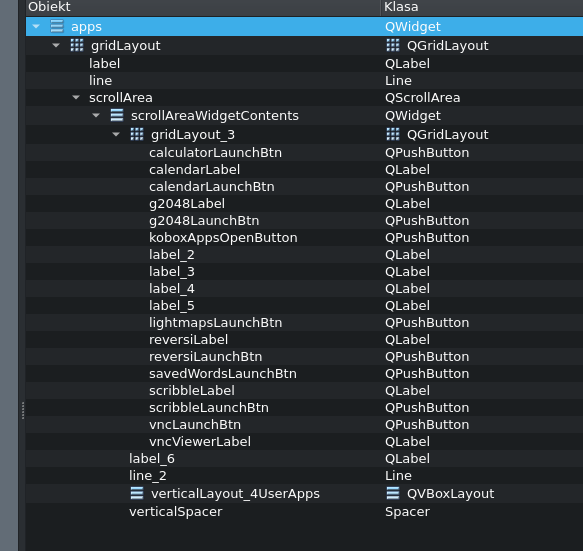 Obiekt Klasa
apps QWidget
gridLayout QGridLayout
label QLabel
line Line
scrollArea QScrollArea
scrollAreaWidgetContents QWidget
gridLayout_3 QGridLayout
calculatorLaunchBtn QPushButton
calendarLabel QLabel
calendarLaunchBtn QPushButton
g2048Label QLabel
g2048LaunchBtn QPushButton
koboxAppsOpenButton QPushButton
label_2 QLabel
label_3 QLabel
label_4 QLabel
label_5 QLabel
lightmapsLaunchBtn QPushButton
reversiLabel QLabel
reversiLaunchBtn QPushButton
savedWordsLaunchBtn QPushButton
scribbleLabel QLabel
scribbleLaunchBtn QPushButton
vncLaunchBtn QPushButton
vncViewerLabel QLabel
label_6 QLabel
line_2 Line
verticalLayout_4UserApps QVBoxLayout
verticalSpacer Spacer